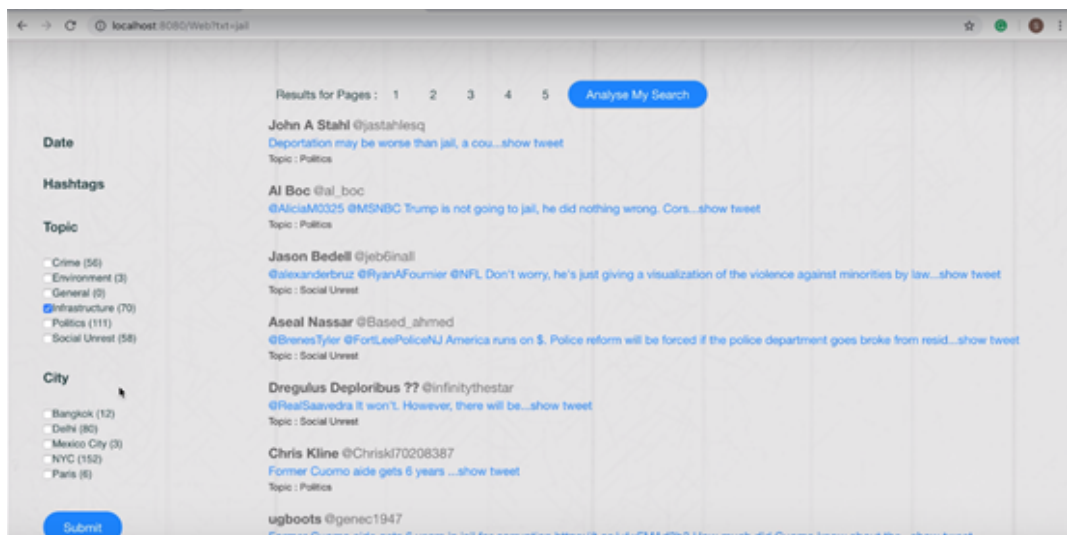 localhost:8080/Web?txt=jail
Results for Pages : 1 2 3 4 5 Analyse My Search
Date
Hashtags
Topic
Crime (56)
Environment (3)
General (0)
Infrastructure (70)
Politics (111)
Social Unrest (58)
City
Bangkok (12)
Delhi (80)
Mexico City (3)
NYC (152)
Paris (6)
Submit
John A Stahl @jastahlesq
Deportation may be worse than jail, a cou...show tweet
Topic : Politics
Al Boc @al_boc
@AliciaM0325 @MSNBC Trump is not going to jail, he did nothing wrong. Cors...show tweet
Topic : Politics
Jason Bedell @jeb6inall
@alexanderbruz @RyanAFournier @NFL Don't worry, he's just giving a visualization of the violence against minorities by law...show tweet
Topic : Social Unrest
Aseal Nassar @Based_ahmed
@BrenesTyler @FortLeePoliceNJ America runs on $. Police reform will be forced if the police department goes broke from resid...show tweet
Topic : Social Unrest
Dregulus Deploribus ?? @infinitythestar
@RealSaavedra It won't. However, there will be...show tweet
Topic : Social Unrest
Chris Kline @Chriskl70208387
Former Cuomo aide gets 6 years ...show tweet
Topic : Politics
ugboots @genec1947